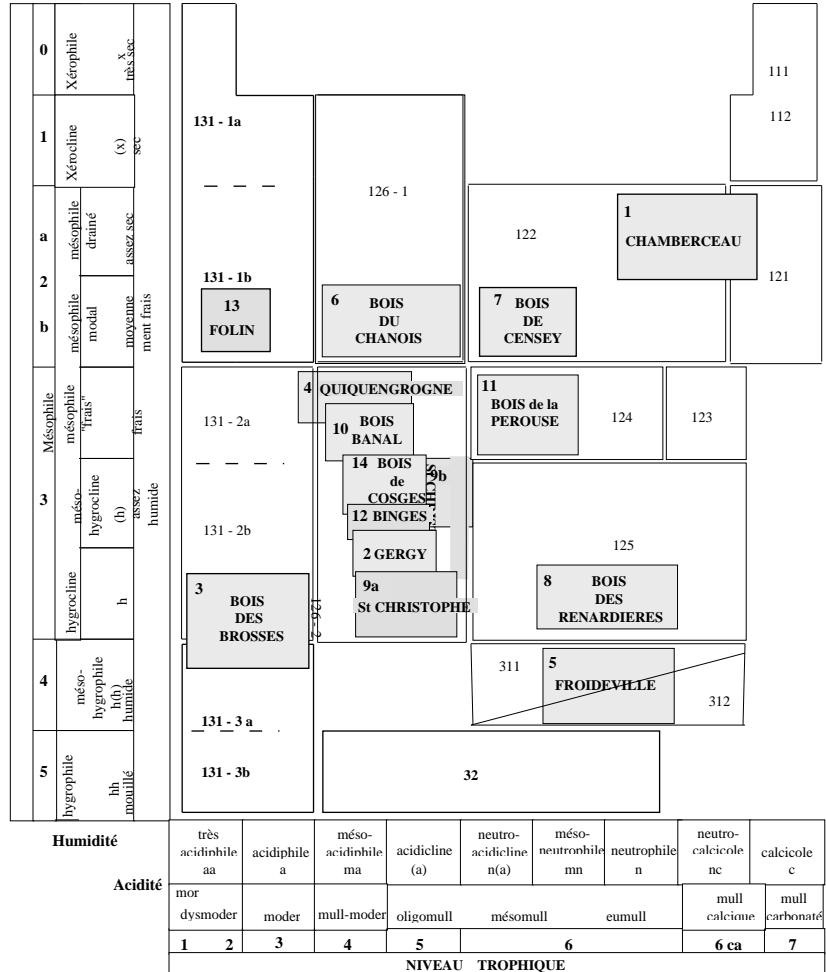 0
Xérophile
x
très sec
111
1
Xérocline
(x)
sec
131 - 1a
112
126 - 1
a
mésophile
drainé
assez sec
122
1
CHAMBERCEAU
121
2
131 - 1b
b
mésophile
modal
moyenne
ment frais
13
FOLIN
6
BOIS
DU
CHANOIS
7
BOIS
DE
CENSEY
Mésophile
mésophile
"frais"
frais
131 - 2a
4 QUIQUENGROGNE
10 BOIS
BANAL
11
BOIS de la
PEROUSE
124
123
3
méso-
hygrocline
(h)
assez
humide
131 - 2b
14 BOIS
de
COSGES
9b
12 BINGES
2 GERGY
125
hygrocline
h
3
BOIS
DES
BROSSES
126 - 2
9a
St CHRISTOPHE
8
BOIS
DES
RENARDIERES
4
méso-
hygrophile
h(h)
humide
131 - 3 a
311
5
FROIDEVILLE
312
5
hygrophile
hh
mouillé
131 - 3b
32
Humidité
très
acidiphile
aa
acidiphile
a
méso-
acidiphile
ma
acidicline
(a)
neutro-
acidicline
n(a)
méso-
neutrophile
mn
neutrophile
n
neutro-
calcicole
nc
calcicole
c
Acidité
mor
dysmoder
moder
mull-moder
oligomull
mésomull
eumull
mull
calcique
mull
carbonaté
1 2 3 4 5 6 6 ca 7
NIVEAU TROPHIQUE